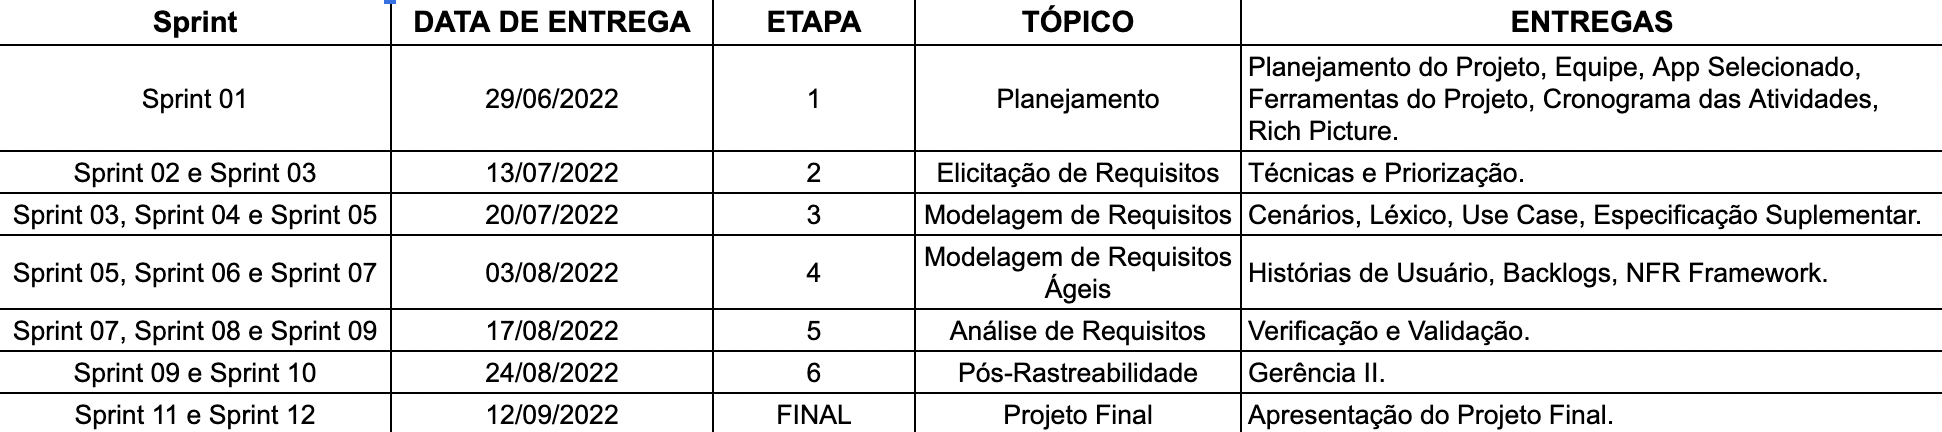 Sprint DATA DE ENTREGA ETAPA TÓPICO ENTREGAS
Sprint 01 29/06/2022 1 Planejamento Planejamento do Projeto, Equipe, App Selecionado,
Ferramentas do Projeto, Cronograma das Atividades,
Rich Picture.
Sprint 02 e Sprint 03 13/07/2022 2 Elicitação de Requisitos Técnicas e Priorização.
Sprint 03, Sprint 04 e Sprint 05 20/07/2022 3 Modelagem de Requisitos Cenários, Léxico, Use Case, Especificação Suplementar.
Sprint 05, Sprint 06 e Sprint 07 03/08/2022 4 Modelagem de Requisitos
Ágeis Histórias de Usuário, Backlogs, NFR Framework.
Sprint 07, Sprint 08 e Sprint 09 17/08/2022 5 Análise de Requisitos Verificação e Validação.
Sprint 09 e Sprint 10 24/08/2022 6 Pós-Rastreabilidade Gerência II.
Sprint 11 e Sprint 12 12/09/2022 FINAL Projeto Final Apresentação do Projeto Final.